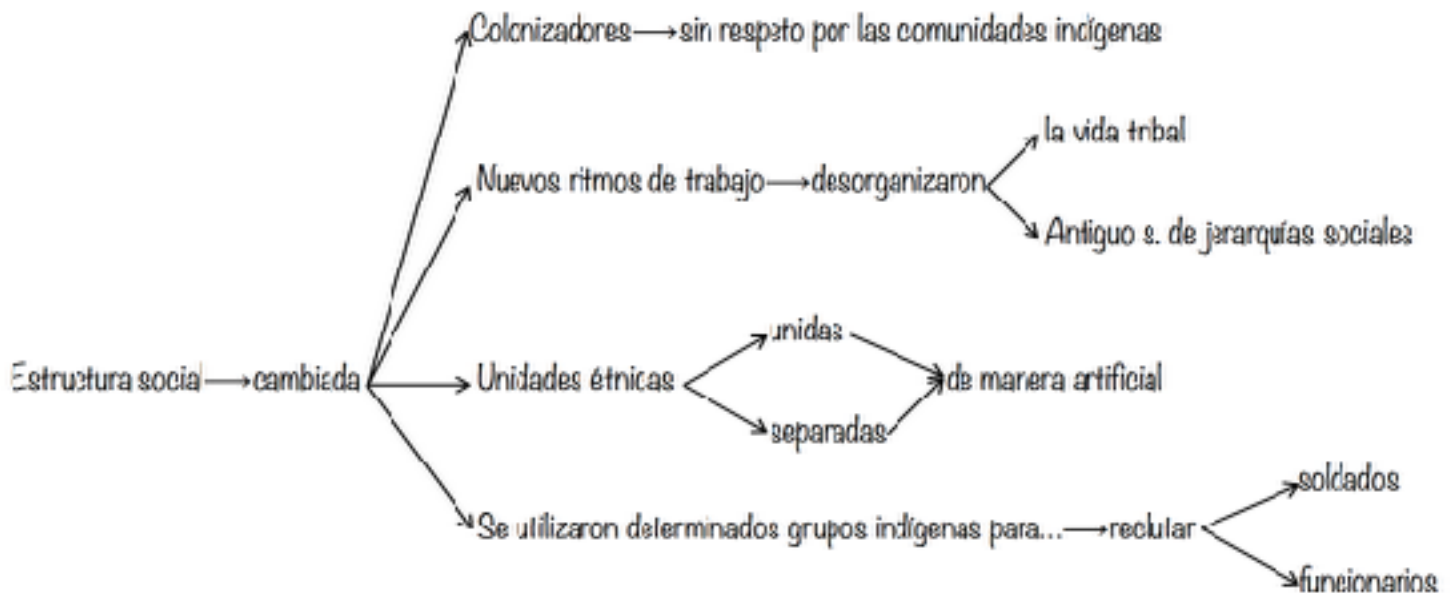 Colonizadores → sin respeto por las comunidades indígenas
la vida tribal
Nuevos ritmos de trabajo → desorganizaron
Antiguo s. de jerarquías sociales
unidas
Estructura social → cambiada → Unidades étnicas
de manera artificial
separadas
soldados
Se utilizaron determinados grupos indígenas para... → reclutar
funcionarios